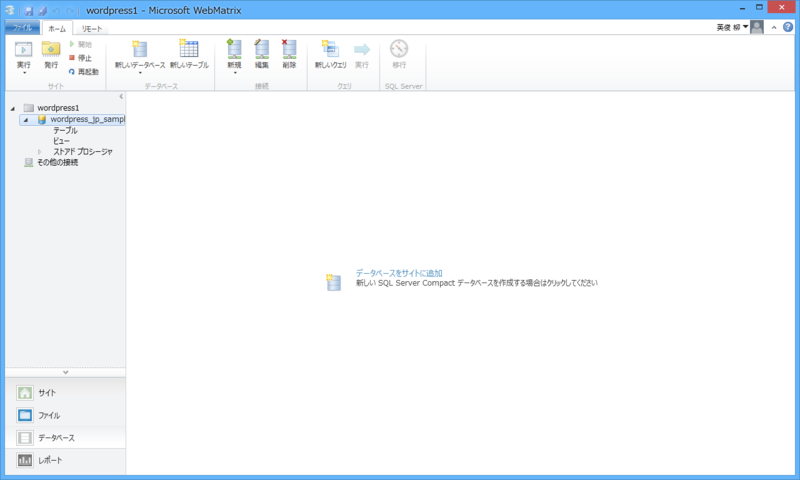 wordpress1 - Microsoft WebMatrix
ファイル
ホーム
リモート
英俊 柳
実行
発行
開始
停止
再起動
サイト
新しいデータベース
新しいテーブル
データベース
新規
編集
削除
接続
新しいクエリ
実行
クエリ
移行
SQL Server
wordpress1
wordpress_jp_sampl
テーブル
ビュー
ストアド プロシージャ
その他の接続
データベースをサイトに追加
新しい SQL Server Compact データベースを作成する場合はクリックしてください
サイト
ファイル
データベース
レポート